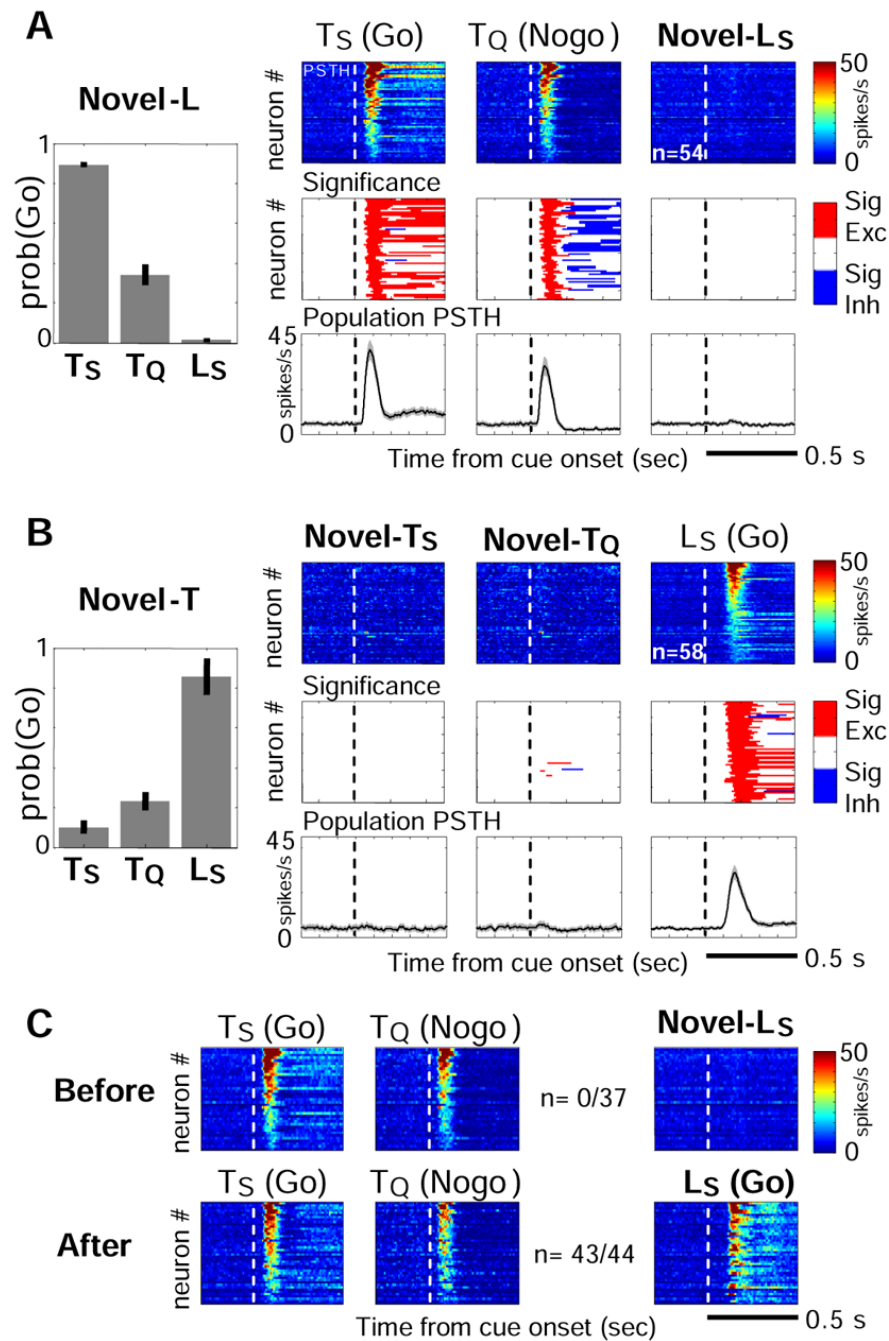 A
Novel-L
prob(Go)
1
0
TS TQ LS
TS (Go) TQ (Nogo) Novel-LS
neuron #
PSTH
n=54
50
spikes/s
0
Significance
neuron #
Sig
Exc
Sig
Inh
Population PSTH
45
spikes/s
0
Time from cue onset (sec) 0.5 s
B
Novel-T
prob(Go)
1
0
TS TQ LS
Novel-TS Novel-TQ LS (Go)
neuron #
n=58
50
spikes/s
0
Significance
neuron #
Sig
Exc
Sig
Inh
Population PSTH
45
spikes/s
0
Time from cue onset (sec) 0.5 s
C
TS (Go) TQ (Nogo) Novel-LS
Before
neuron #
n= 0/37
50
spikes/s
0
TS (Go) TQ (Nogo) LS (Go)
After
neuron #
n= 43/44
Time from cue onset (sec) 0.5 s